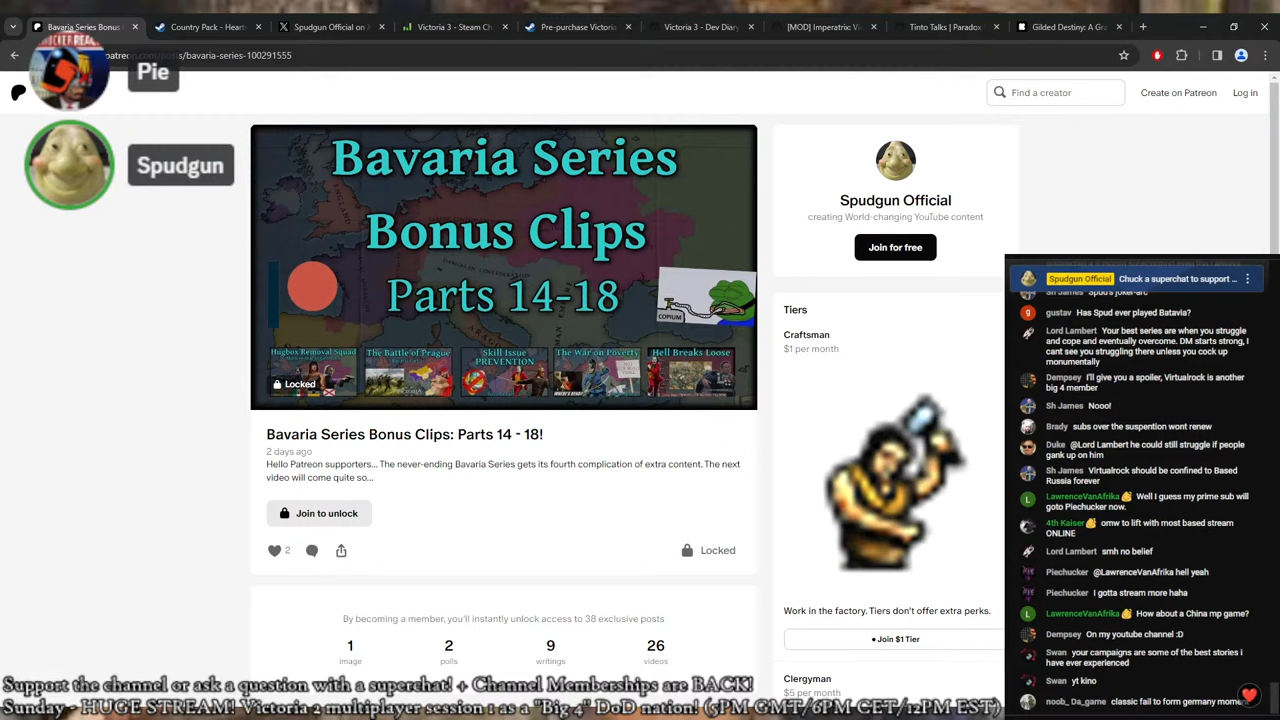 Bavaria Series Bonus
Country Pack - Hearts
Spudgun Official on
Victoria 3 - Steam C
Pre-purchase Victoria
Victoria 3 - Dev Diary
[MOD] Imperatrix Vic
Tinto Talks | Paradox
Gilded Destiny: A Gra
patreon.com/posts/bavaria-series-100291555
Pie
Spudgun
Find a creator
Create on Patreon
Log in
Bavaria Series
Bonus Clips
Parts 14-18
COPIUM
Hugbox Removal Squad
The Battle of Prague
Skill Issue
PREVENTION
The War on Poverty
Hell Breaks Loose
Locked
Bavaria Series Bonus Clips: Parts 14 - 18!
2 days ago
Hello Patreon supporters... The never-ending Bavaria Series gets its fourth complication of extra content. The next
video will come quite so...
Join to unlock
2
Locked
By becoming a member, you'll instantly unlock access to 38 exclusive posts
1 2 9 26
image polls writings videos
Spudgun Official
creating World-changing YouTube content
Join for free
Tiers
Craftsman
$1 per month
Work in the factory. Tiers don't offer extra perks.
● Join $1 Tier
Clergyman
$5 per month
Spudgun Official Chuck a superchat to support ...
Sh James Spud's joker-arc
gustav Has Spud ever played Batavia?
Lord Lambert Your best series are when you struggle
and cope and eventually overcome. DM starts strong, I
cant see you struggling there unless you cock up
monumentally
Dempsey I'll give you a spoiler, Virtualrock is another
big 4 member
Sh James Nooo!
Brady subs over the suspention wont renew
Duke @Lord Lambert he could still struggle if people
gank up on him
Sh James Virtualrock should be confined to Based
Russia forever
LawrenceVanAfrika Well I guess my prime sub will
goto Piechucker now.
4th Kaiser omw to lift with most based stream
ONLINE
Lord Lambert smh no belief
Piechucker @LawrenceVanAfrika hell yeah
Piechucker I gotta stream more haha
LawrenceVanAfrika How about a China mp game?
Dempsey On my youtube channel :D
Swan your campaigns are some of the best stories i
have ever experienced
Swan yt kino
noob_Da_game classic fail to form germany moment
Support the channel or ask a question with a superchat! + Channel Memberships are BACK!
Sunday - HUGE STREAM! Victoria 2 multiplayer session 1 as a "Big 4" DoD nation! (5PM GMT/6PM CET/12PM EST)